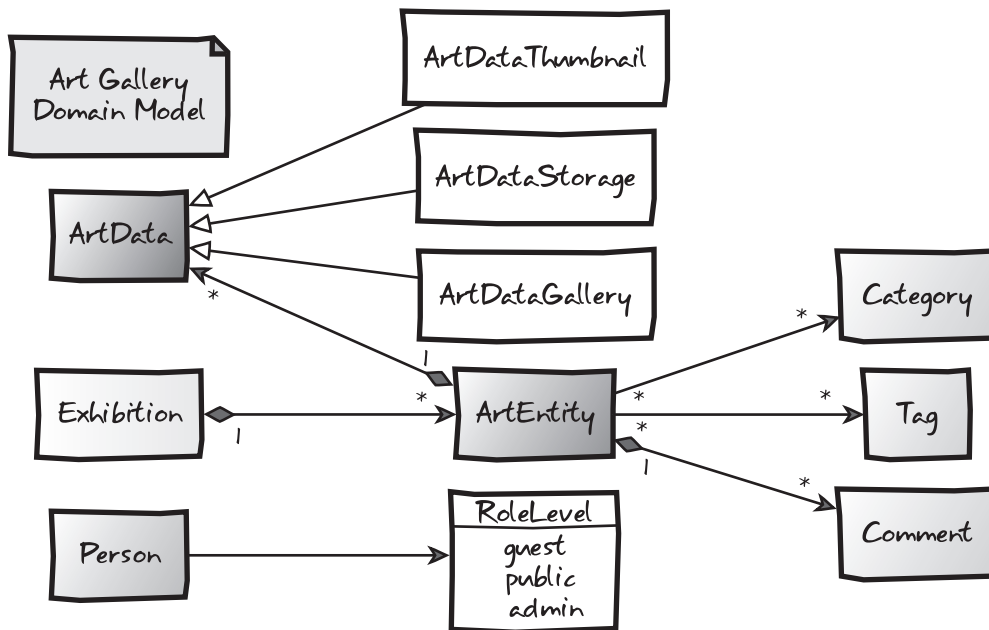 Art Gallery
Domain Model
ArtDataThumbnail
ArtDataStorage
ArtData
ArtDataGallery
*
1
Category
*
Exhibition
1
*
ArtEntity
*
*
*
Tag
1
*
Comment
Person
RoleLevel
guest
public
admin